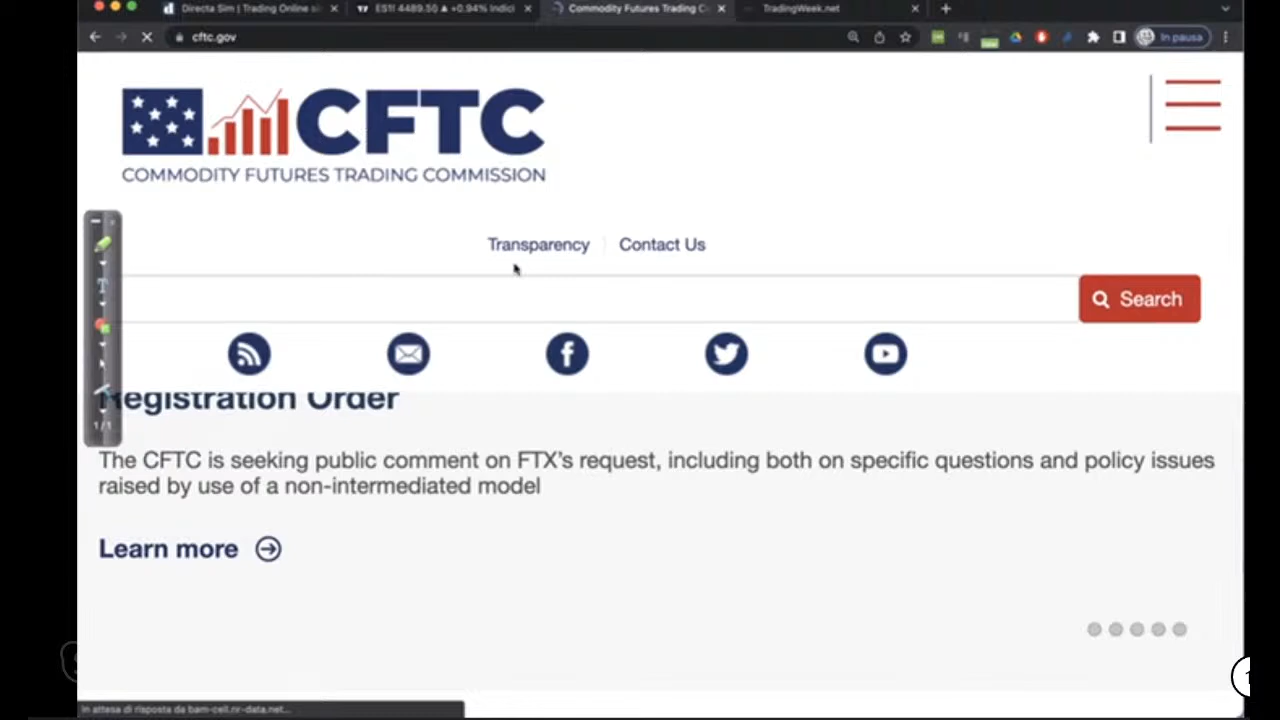 Directa Sim | Trading Online si
ES1! 4489.50 ▲ +0.94% Indici
Commodity Futures Trading C
TradingWeek.net
cftc.gov
In pausa
CFTC
COMMODITY FUTURES TRADING COMMISSION
Transparency
Contact Us
Search
Registration Order
1/1
The CFTC is seeking public comment on FTX's request, including both on specific questions and policy issues
raised by use of a non-intermediated model
Learn more
In attesa di risposta da bam-cell.nr-data.net...